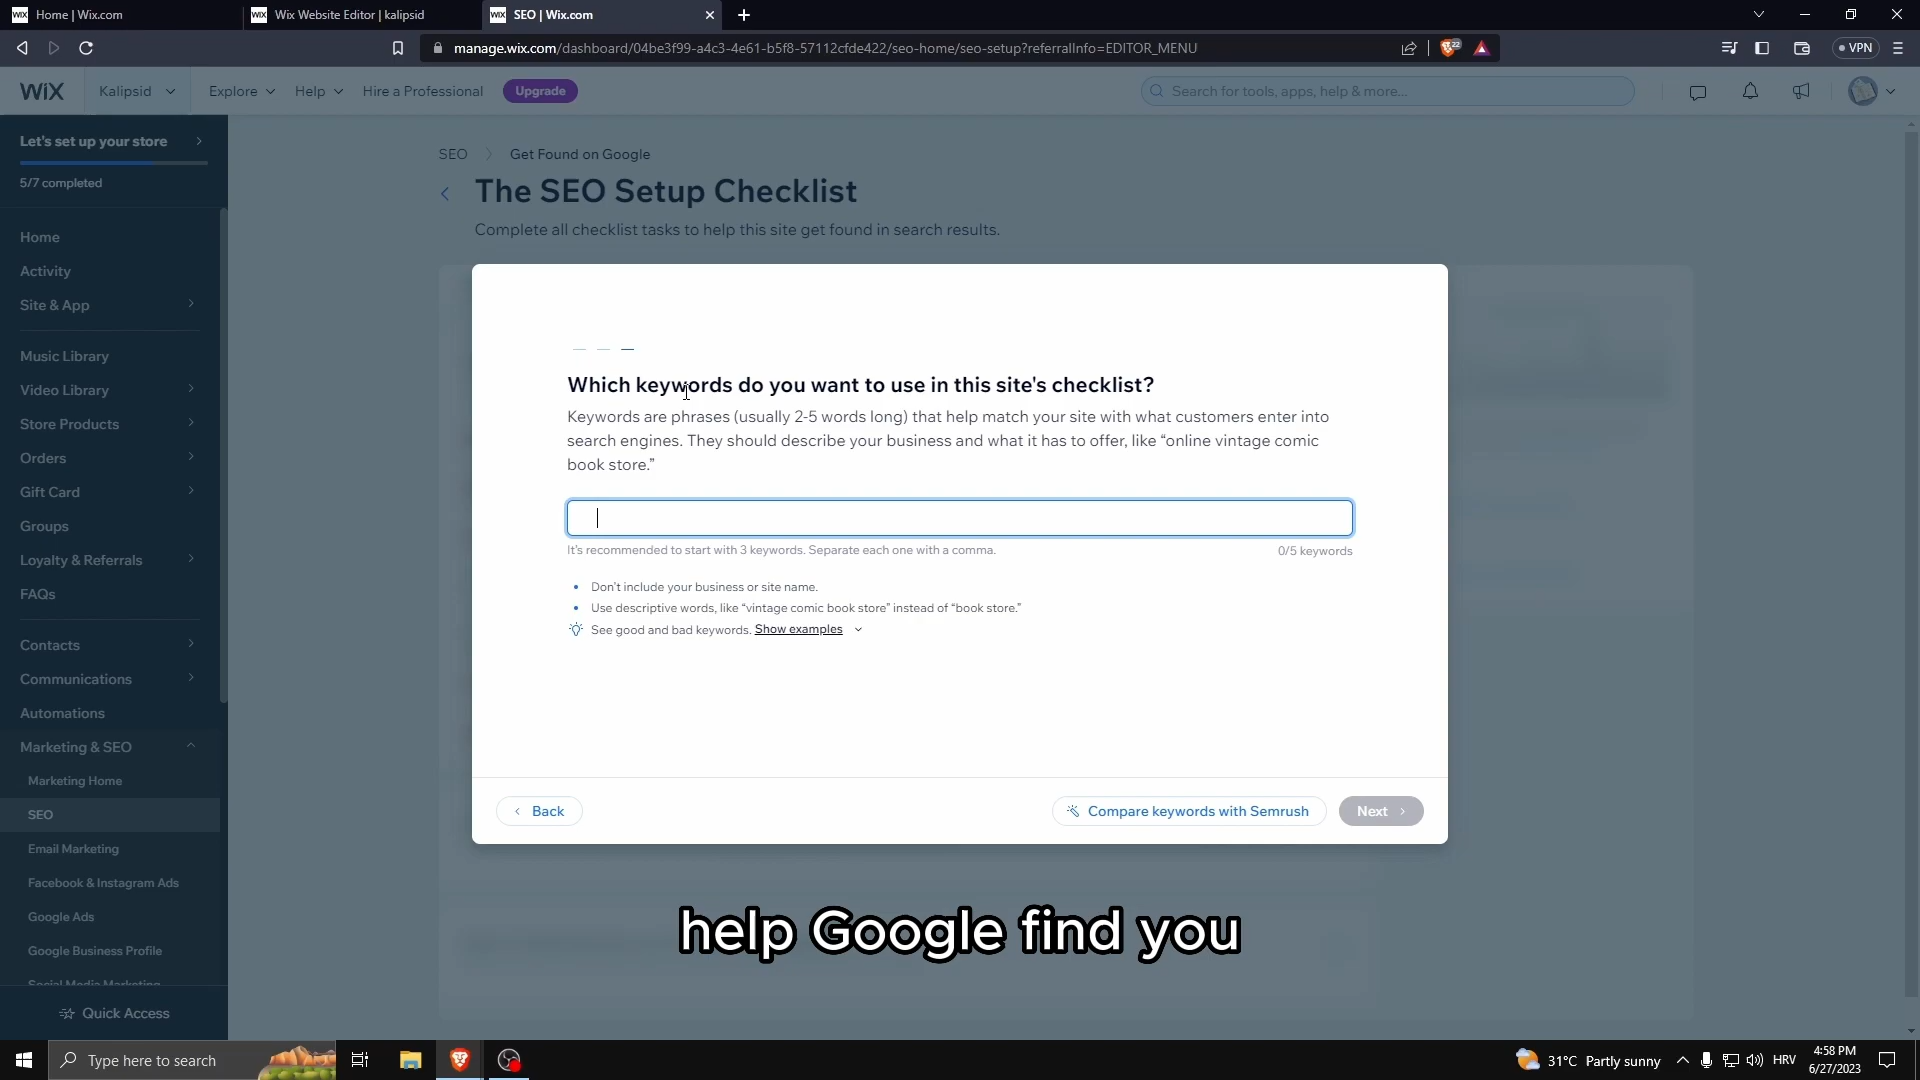 Home | Wix.com
Wix Website Editor | kalipsid
SEO | Wix.com
manage.wix.com/dashboard/04be3f99-a4c3-4e61-b5f8-57112cfde422/seo-home/seo-setup?referralInfo=EDITOR_MENU
22
VPN
WIX
Kalipsid
Explore
Help
Hire a Professional
Upgrade
Search for tools, apps, help & more...
Let's set up your store
5/7 completed
Home
Activity
Site & App
Music Library
Video Library
Store Products
Orders
Gift Card
Groups
Loyalty & Referrals
FAQs
Contacts
Communications
Automations
Marketing & SEO
Marketing Home
SEO
Email Marketing
Facebook & Instagram Ads
Google Ads
Google Business Profile
Social Media Marketing
Quick Access
SEO
Get Found on Google
The SEO Setup Checklist
Complete all checklist tasks to help this site get found in search results.
Which keywords do you want to use in this site's checklist?
Keywords are phrases (usually 2-5 words long) that help match your site with what customers enter into
search engines. They should describe your business and what it has to offer, like “online vintage comic
book store.”
It's recommended to start with 3 keywords. Separate each one with a comma.
0/5 keywords
Don't include your business or site name.
Use descriptive words, like “vintage comic book store” instead of “book store.”
See good and bad keywords. Show examples
Back
Compare keywords with Semrush
Next
help Google find you
Type here to search
31°C Partly sunny
HRV
4:58 PM
6/27/2023